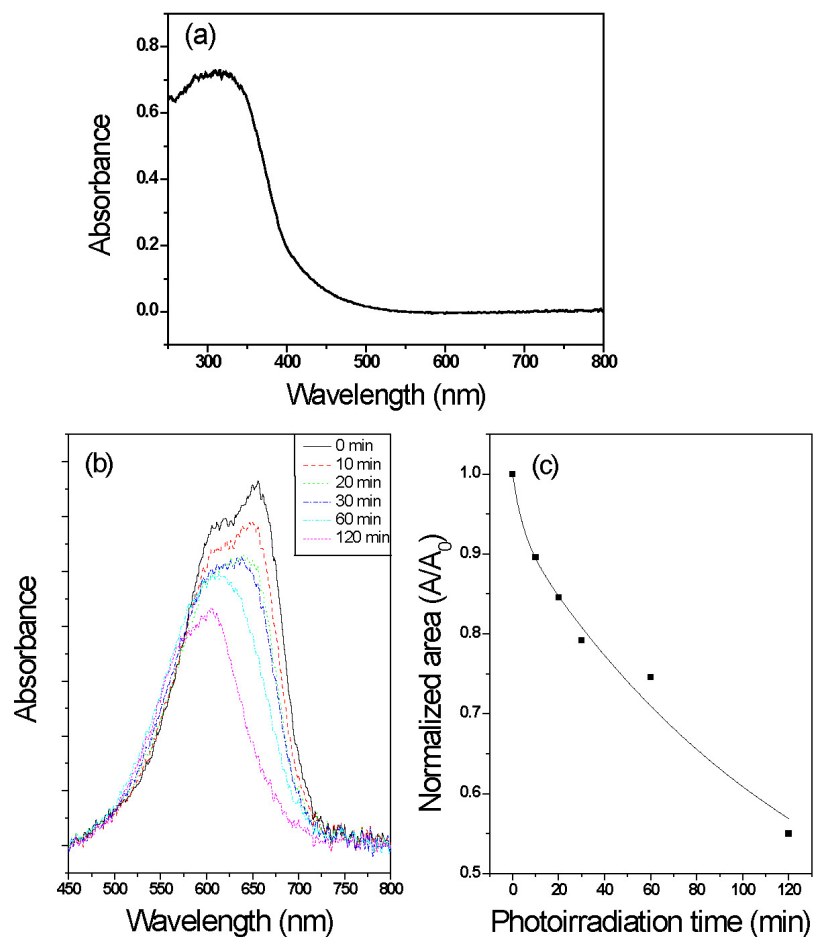 (a)
0.8
0.6
0.4
0.2
0.0
Absorbance
300 400 500 600 700 800
Wavelength (nm)
(b)
0 min
10 min
20 min
30 min
60 min
120 min
Absorbance
450 500 550 600 650 700 750 800
Wavelength (nm)
(c)
1.0
0.9
0.8
0.7
0.6
0.5
Normalized area (A/A0)
0 20 40 60 80 100 120
Photoirradiation time (min)